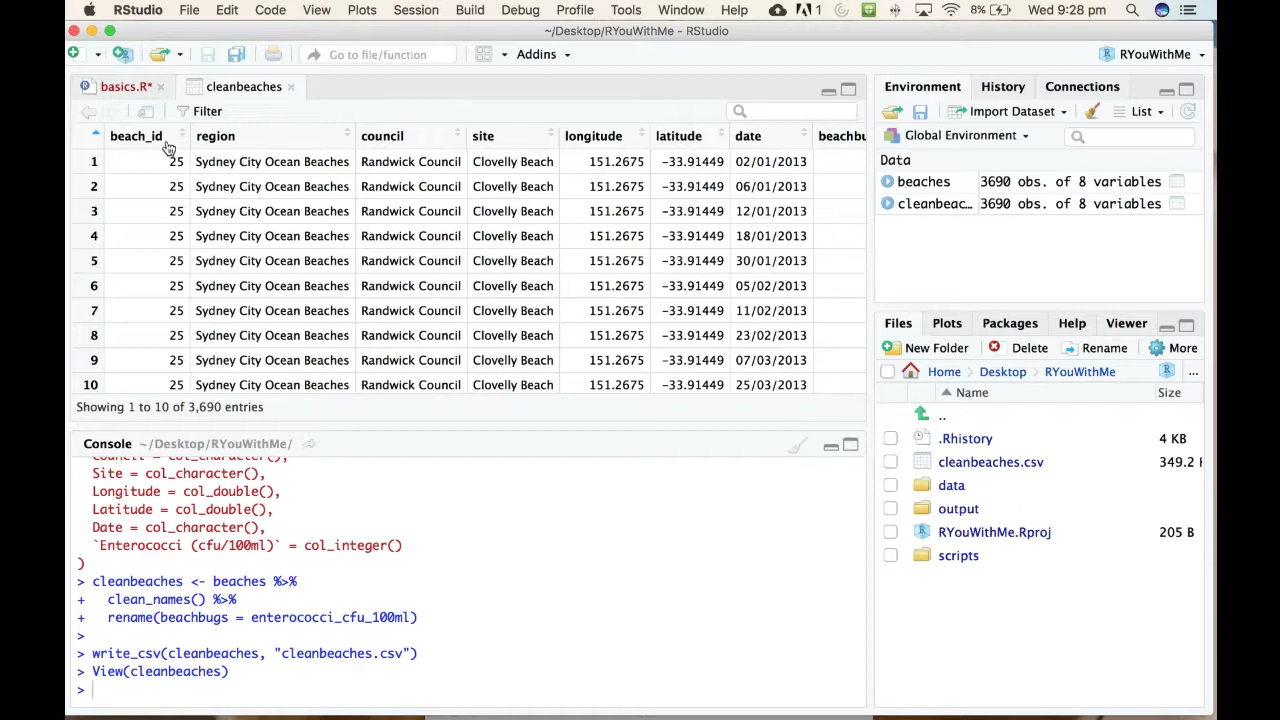 RStudio File Edit Code View Plots Session Build Debug Profile Tools Window Help 1 8% Wed 9:28 pm
~/Desktop/RYouWithMe - RStudio
Go to file/function Addins RYouWithMe
basics.R* cleanbeaches
Filter
beach_id region council site longitude latitude date beachbu
1 25 Sydney City Ocean Beaches Randwick Council Clovelly Beach 151.2675 -33.91449 02/01/2013
2 25 Sydney City Ocean Beaches Randwick Council Clovelly Beach 151.2675 -33.91449 06/01/2013
3 25 Sydney City Ocean Beaches Randwick Council Clovelly Beach 151.2675 -33.91449 12/01/2013
4 25 Sydney City Ocean Beaches Randwick Council Clovelly Beach 151.2675 -33.91449 18/01/2013
5 25 Sydney City Ocean Beaches Randwick Council Clovelly Beach 151.2675 -33.91449 30/01/2013
6 25 Sydney City Ocean Beaches Randwick Council Clovelly Beach 151.2675 -33.91449 05/02/2013
7 25 Sydney City Ocean Beaches Randwick Council Clovelly Beach 151.2675 -33.91449 11/02/2013
8 25 Sydney City Ocean Beaches Randwick Council Clovelly Beach 151.2675 -33.91449 23/02/2013
9 25 Sydney City Ocean Beaches Randwick Council Clovelly Beach 151.2675 -33.91449 07/03/2013
10 25 Sydney City Ocean Beaches Randwick Council Clovelly Beach 151.2675 -33.91449 25/03/2013
Showing 1 to 10 of 3,690 entries
Console ~/Desktop/RYouWithMe/
Council = col_character(),
Site = col_character(),
Longitude = col_double(),
Latitude = col_double(),
Date = col_character(),
`Enterococci (cfu/100ml)` = col_integer()
)
> cleanbeaches <- beaches %>%
+ clean_names() %>%
+ rename(beachbugs = enterococci_cfu_100ml)
>
> write_csv(cleanbeaches, "cleanbeaches.csv")
> View(cleanbeaches)
>
Environment History Connections
Import Dataset List
Global Environment
Data
beaches 3690 obs. of 8 variables
cleanbeac… 3690 obs. of 8 variables
Files Plots Packages Help Viewer
New Folder Delete Rename More
Home Desktop RYouWithMe ...
Name Size
..
.Rhistory 4 KB
cleanbeaches.csv 349.2
data
output
RYouWithMe.Rproj 205 B
scripts